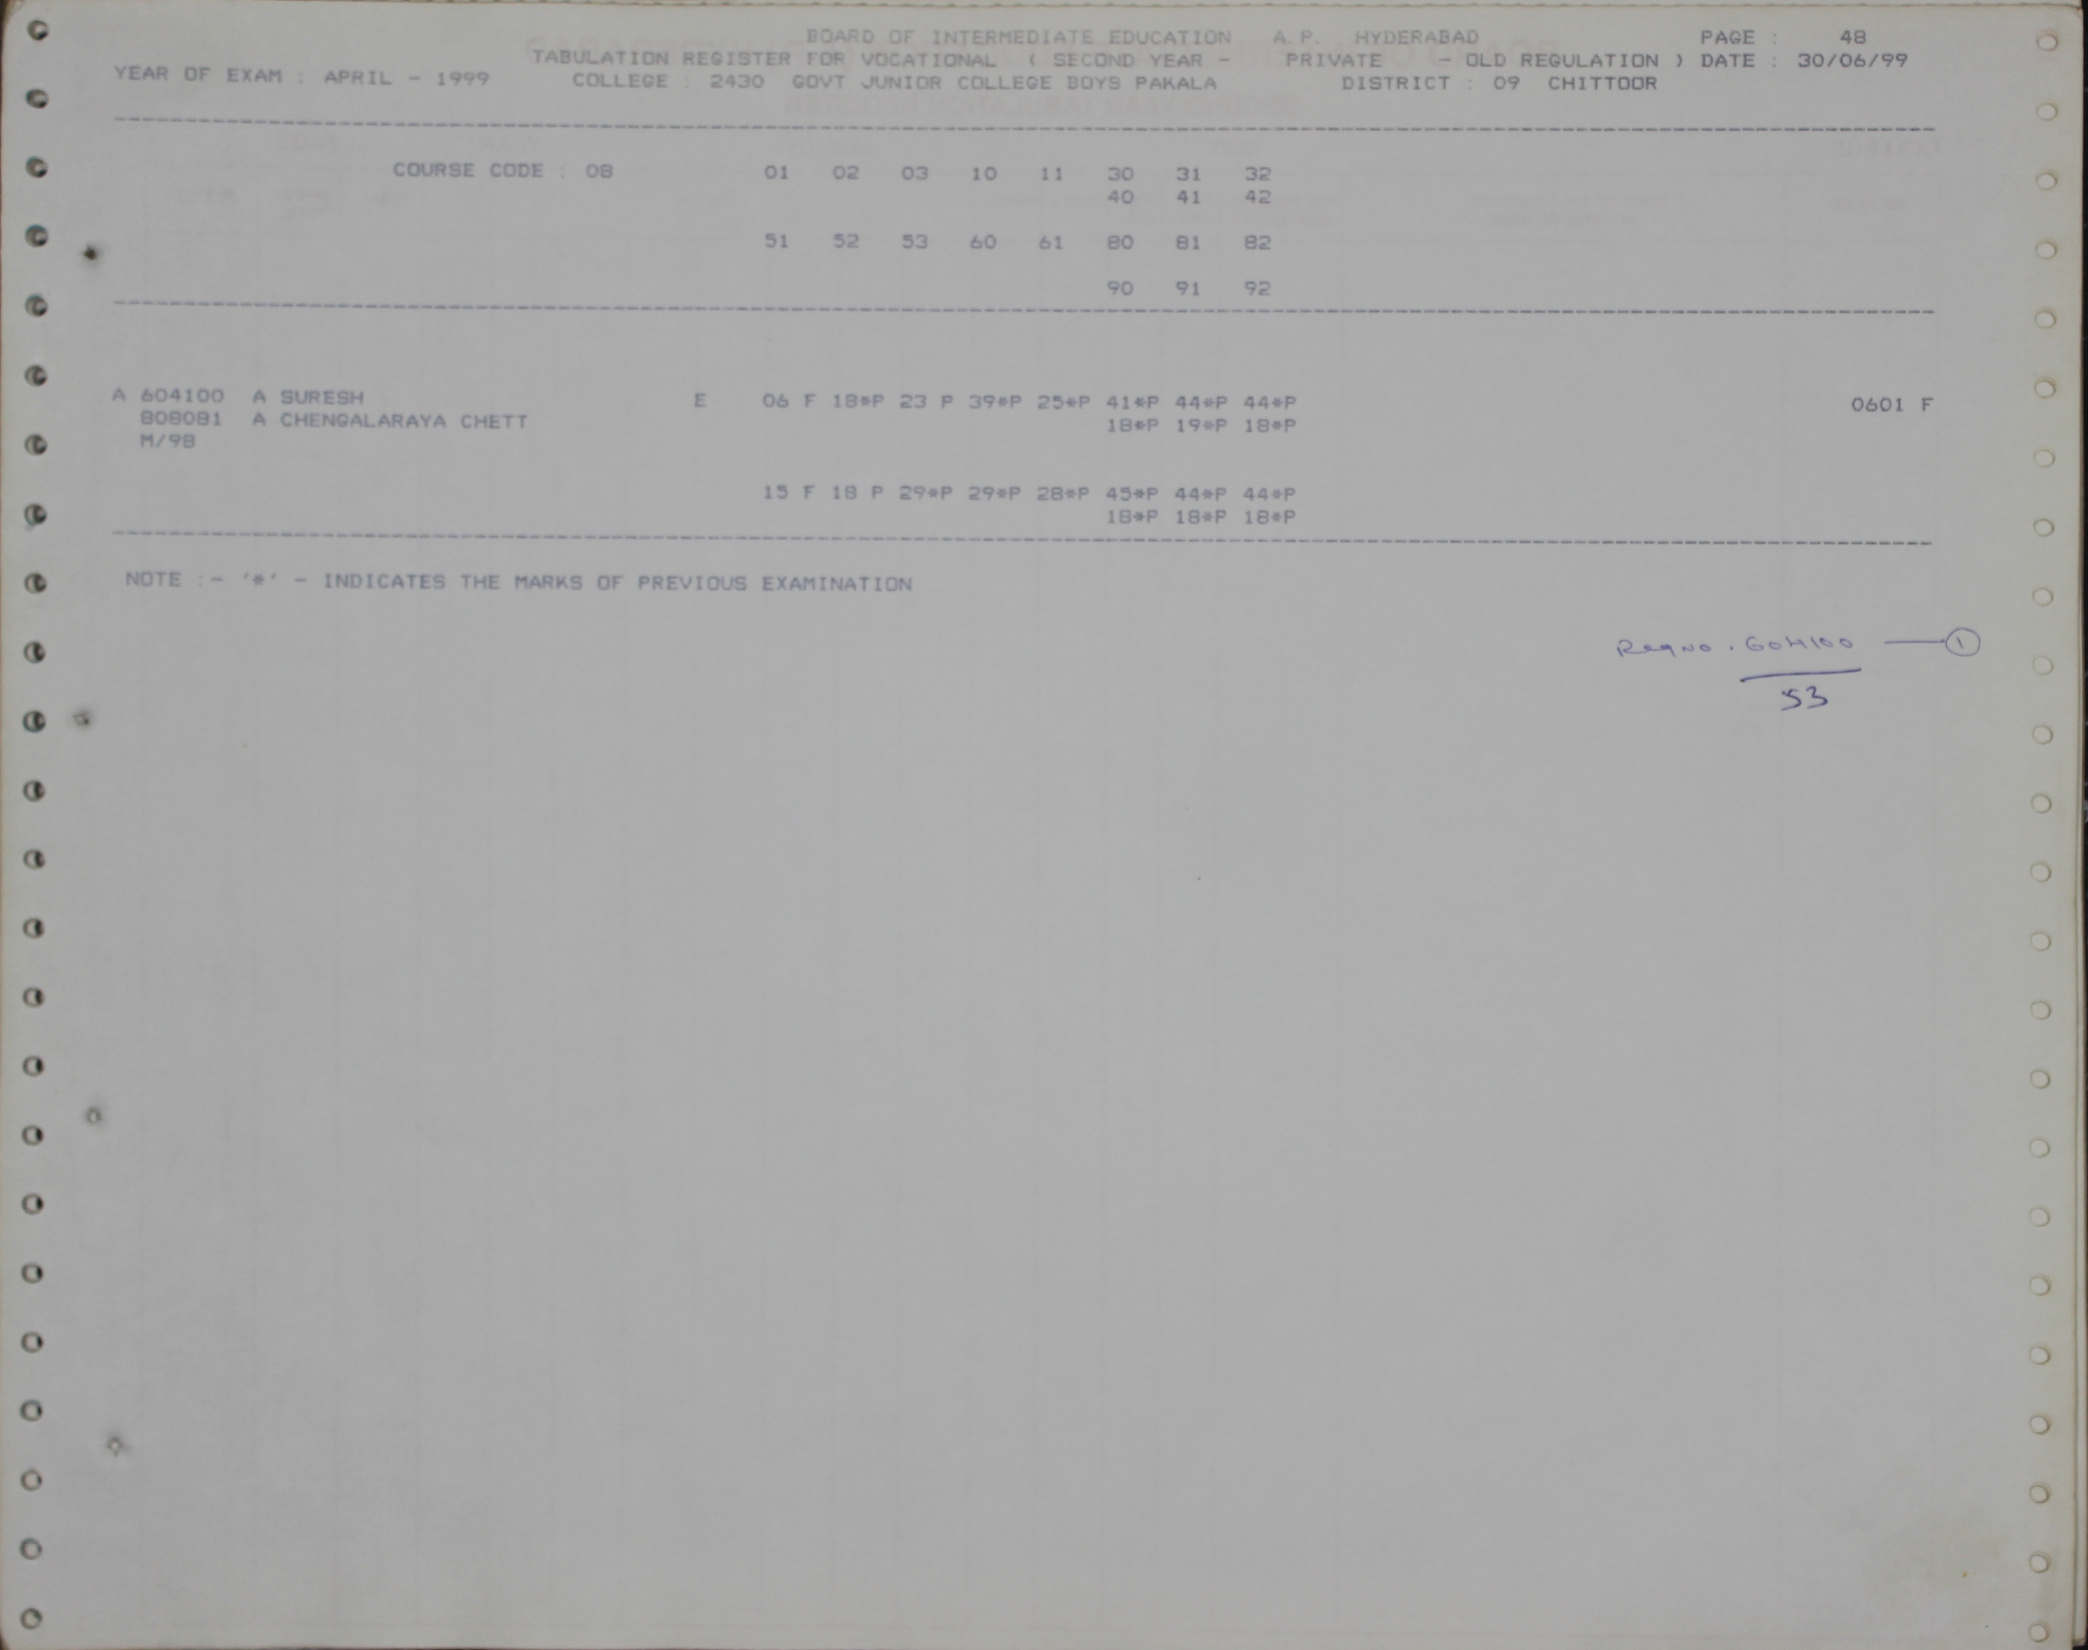 BOARD OF INTERMEDIATE EDUCATION A.P. HYDERABAD PAGE : 48
TABULATION REGISTER FOR VOCATIONAL ( SECOND YEAR - PRIVATE - OLD REGULATION ) DATE : 30/06/99
YEAR OF EXAM : APRIL - 1999 COLLEGE : 2430 GOVT JUNIOR COLLEGE BOYS PAKALA DISTRICT : 09 CHITTOOR
COURSE CODE : 08 01 02 03 10 11 30 31 32
40 41 42
51 52 53 60 61 80 81 82
90 91 92
A 604100 A SURESH E 06 F 18*P 23 P 39*P 25*P 41*P 44*P 44*P 0601 F
808081 A CHENGALARAYA CHETT 18*P 19*P 18*P
M/98
15 F 18 P 29*P 29*P 28*P 45*P 44*P 44*P
18*P 18*P 18*P
NOTE :- '*' - INDICATES THE MARKS OF PREVIOUS EXAMINATION
Reg no . 604100 — 1
53